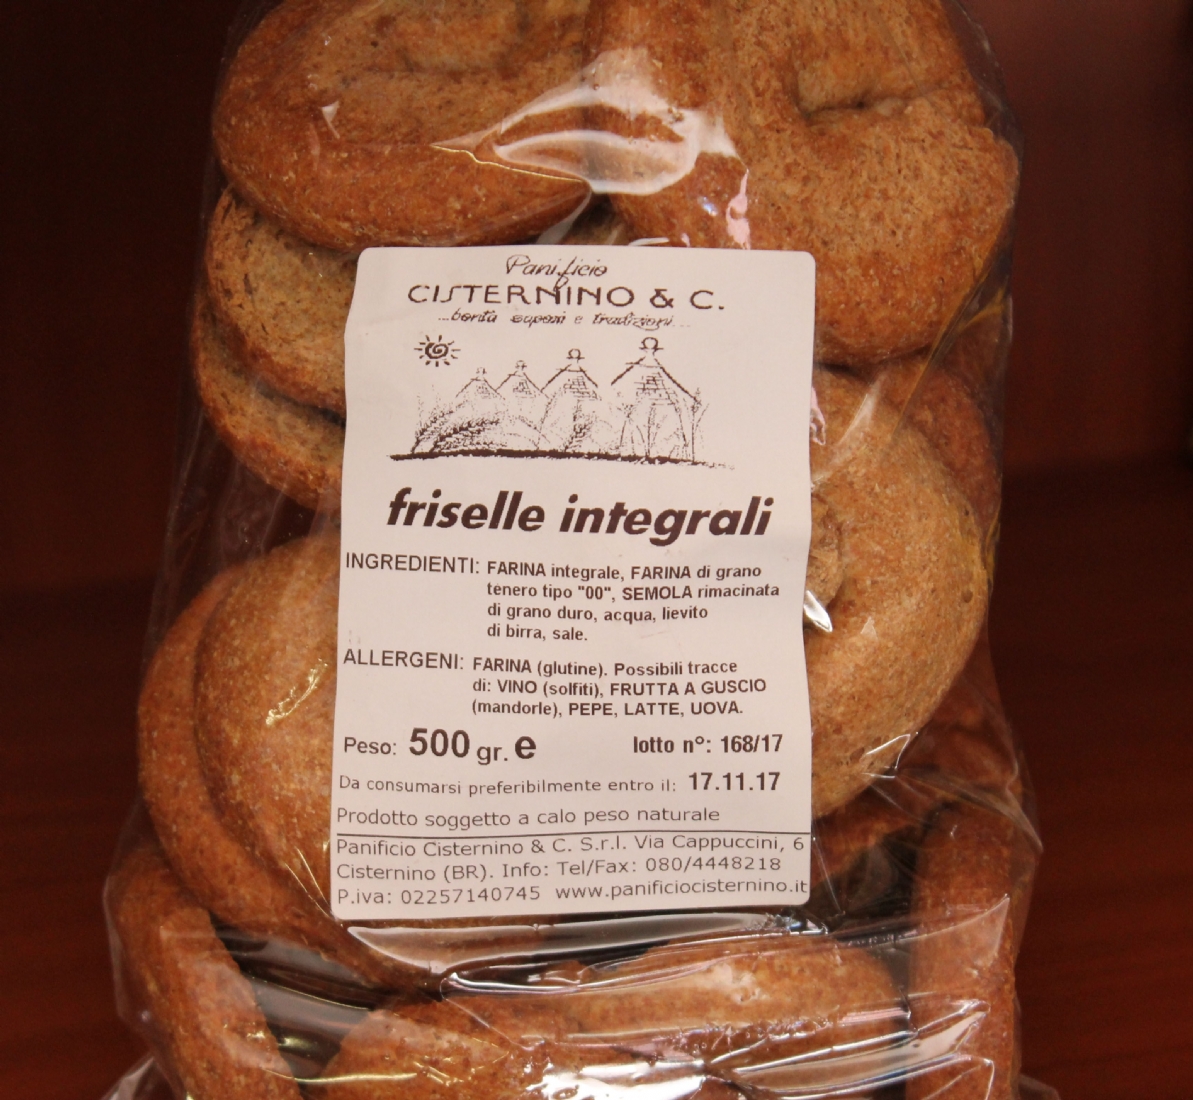 Panificio
CISTERNINO & C.
...bontà sapori e tradizioni...
friselle integrali
INGREDIENTI: FARINA integrale, FARINA di grano
tenero tipo "00", SEMOLA rimacinata
di grano duro, acqua, lievito
di birra, sale.
ALLERGENI: FARINA (glutine). Possibili tracce
di: VINO (solfiti), FRUTTA A GUSCIO
(mandorle), PEPE, LATTE, UOVA.
Peso: 500 gr. e lotto n°: 168/17
Da consumarsi preferibilmente entro il: 17.11.17
Prodotto soggetto a calo peso naturale
Panificio Cisternino & C. S.r.l. Via Cappuccini, 6
Cisternino (BR). Info: Tel/Fax: 080/4448218
P.iva: 02257140745 www.panificiocisternino.it